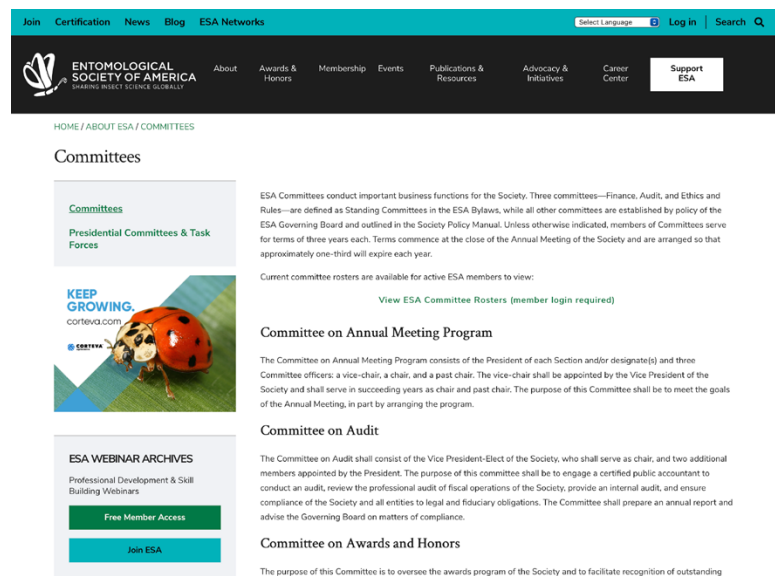 Join Certification News Blog ESA Networks Select Language Log in Search
ENTOMOLOGICAL
SOCIETY OF AMERICA
SHARING INSECT SCIENCE GLOBALLY
About Awards & Honors Membership Events Publications & Resources Advocacy & Initiatives Career Center Support ESA
HOME / ABOUT ESA / COMMITTEES
Committees
Committees
Presidential Committees & Task
Forces
KEEP
GROWING.
corteva.com
CORTEVA
ESA WEBINAR ARCHIVES
Professional Development & Skill
Building Webinars
Free Member Access
Join ESA
ESA Committees conduct important business functions for the Society. Three committees—Finance, Audit, and Ethics and
Rules—are defined as Standing Committees in the ESA Bylaws, while all other committees are established by policy of the
ESA Governing Board and outlined in the Society Policy Manual. Unless otherwise indicated, members of Committees serve
for terms of three years each. Terms commence at the close of the Annual Meeting of the Society and are arranged so that
approximately one-third will expire each year.
Current committee rosters are available for active ESA members to view:
View ESA Committee Rosters (member login required)
Committee on Annual Meeting Program
The Committee on Annual Meeting Program consists of the President of each Section and/or designate(s) and three
Committee officers: a vice-chair, a chair, and a past chair. The vice-chair shall be appointed by the Vice President of the
Society and shall serve in succeeding years as chair and past chair. The purpose of this Committee shall be to meet the goals
of the Annual Meeting, in part by arranging the program.
Committee on Audit
The Committee on Audit shall consist of the Vice President-Elect of the Society, who shall serve as chair, and two additional
members appointed by the President. The purpose of this committee shall be to engage a certified public accountant to
conduct an audit, review the professional audit of fiscal operations of the Society, provide an internal audit, and ensure
compliance of the Society and all entities to legal and fiduciary obligations. The Committee shall prepare an annual report and
advise the Governing Board on matters of compliance.
Committee on Awards and Honors
The purpose of this Committee is to oversee the awards program of the Society and to facilitate recognition of outstanding